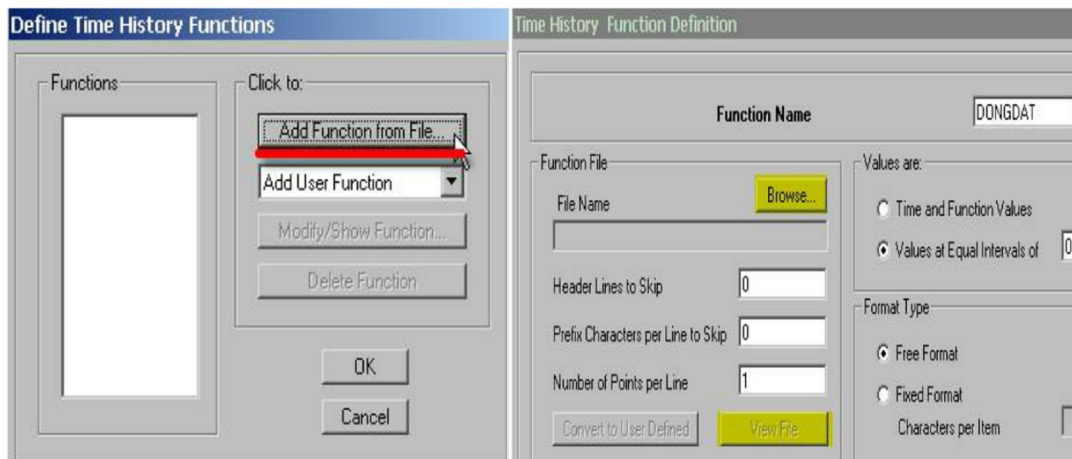 Define Time History Functions
Functions
Click to:
Add Function from File...
Add User Function
Modify/Show Function...
Delete Function
OK
Cancel
Time History Function Definition
Function Name
DONGDAT
Function File
File Name
Browse...
Header Lines to Skip
0
Prefix Characters per Line to Skip
0
Number of Points per Line
1
Convert to User Defined
View File
Values are:
Time and Function Values
Values at Equal Intervals of
0
Format Type
Free Format
Fixed Format
Characters per Item